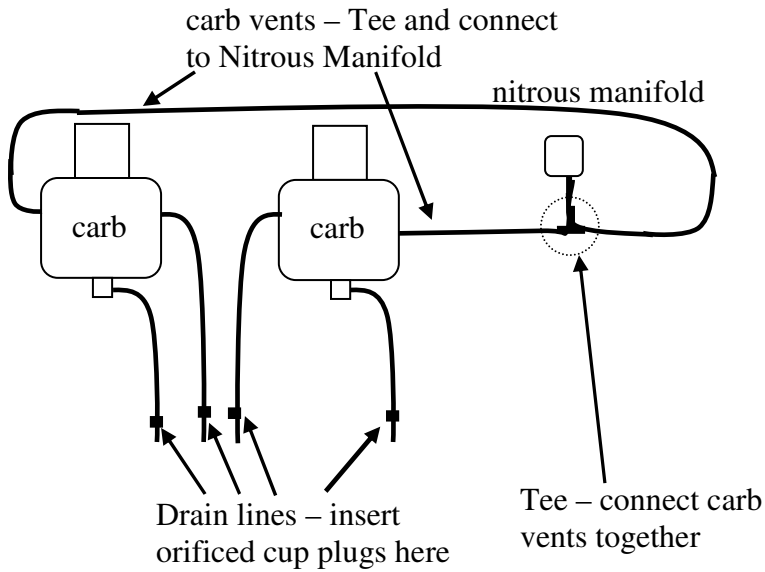 carb vents – Tee and connect
to Nitrous Manifold
nitrous manifold
carb
carb
Drain lines – insert
orificed cup plugs here
Tee – connect carb
vents together